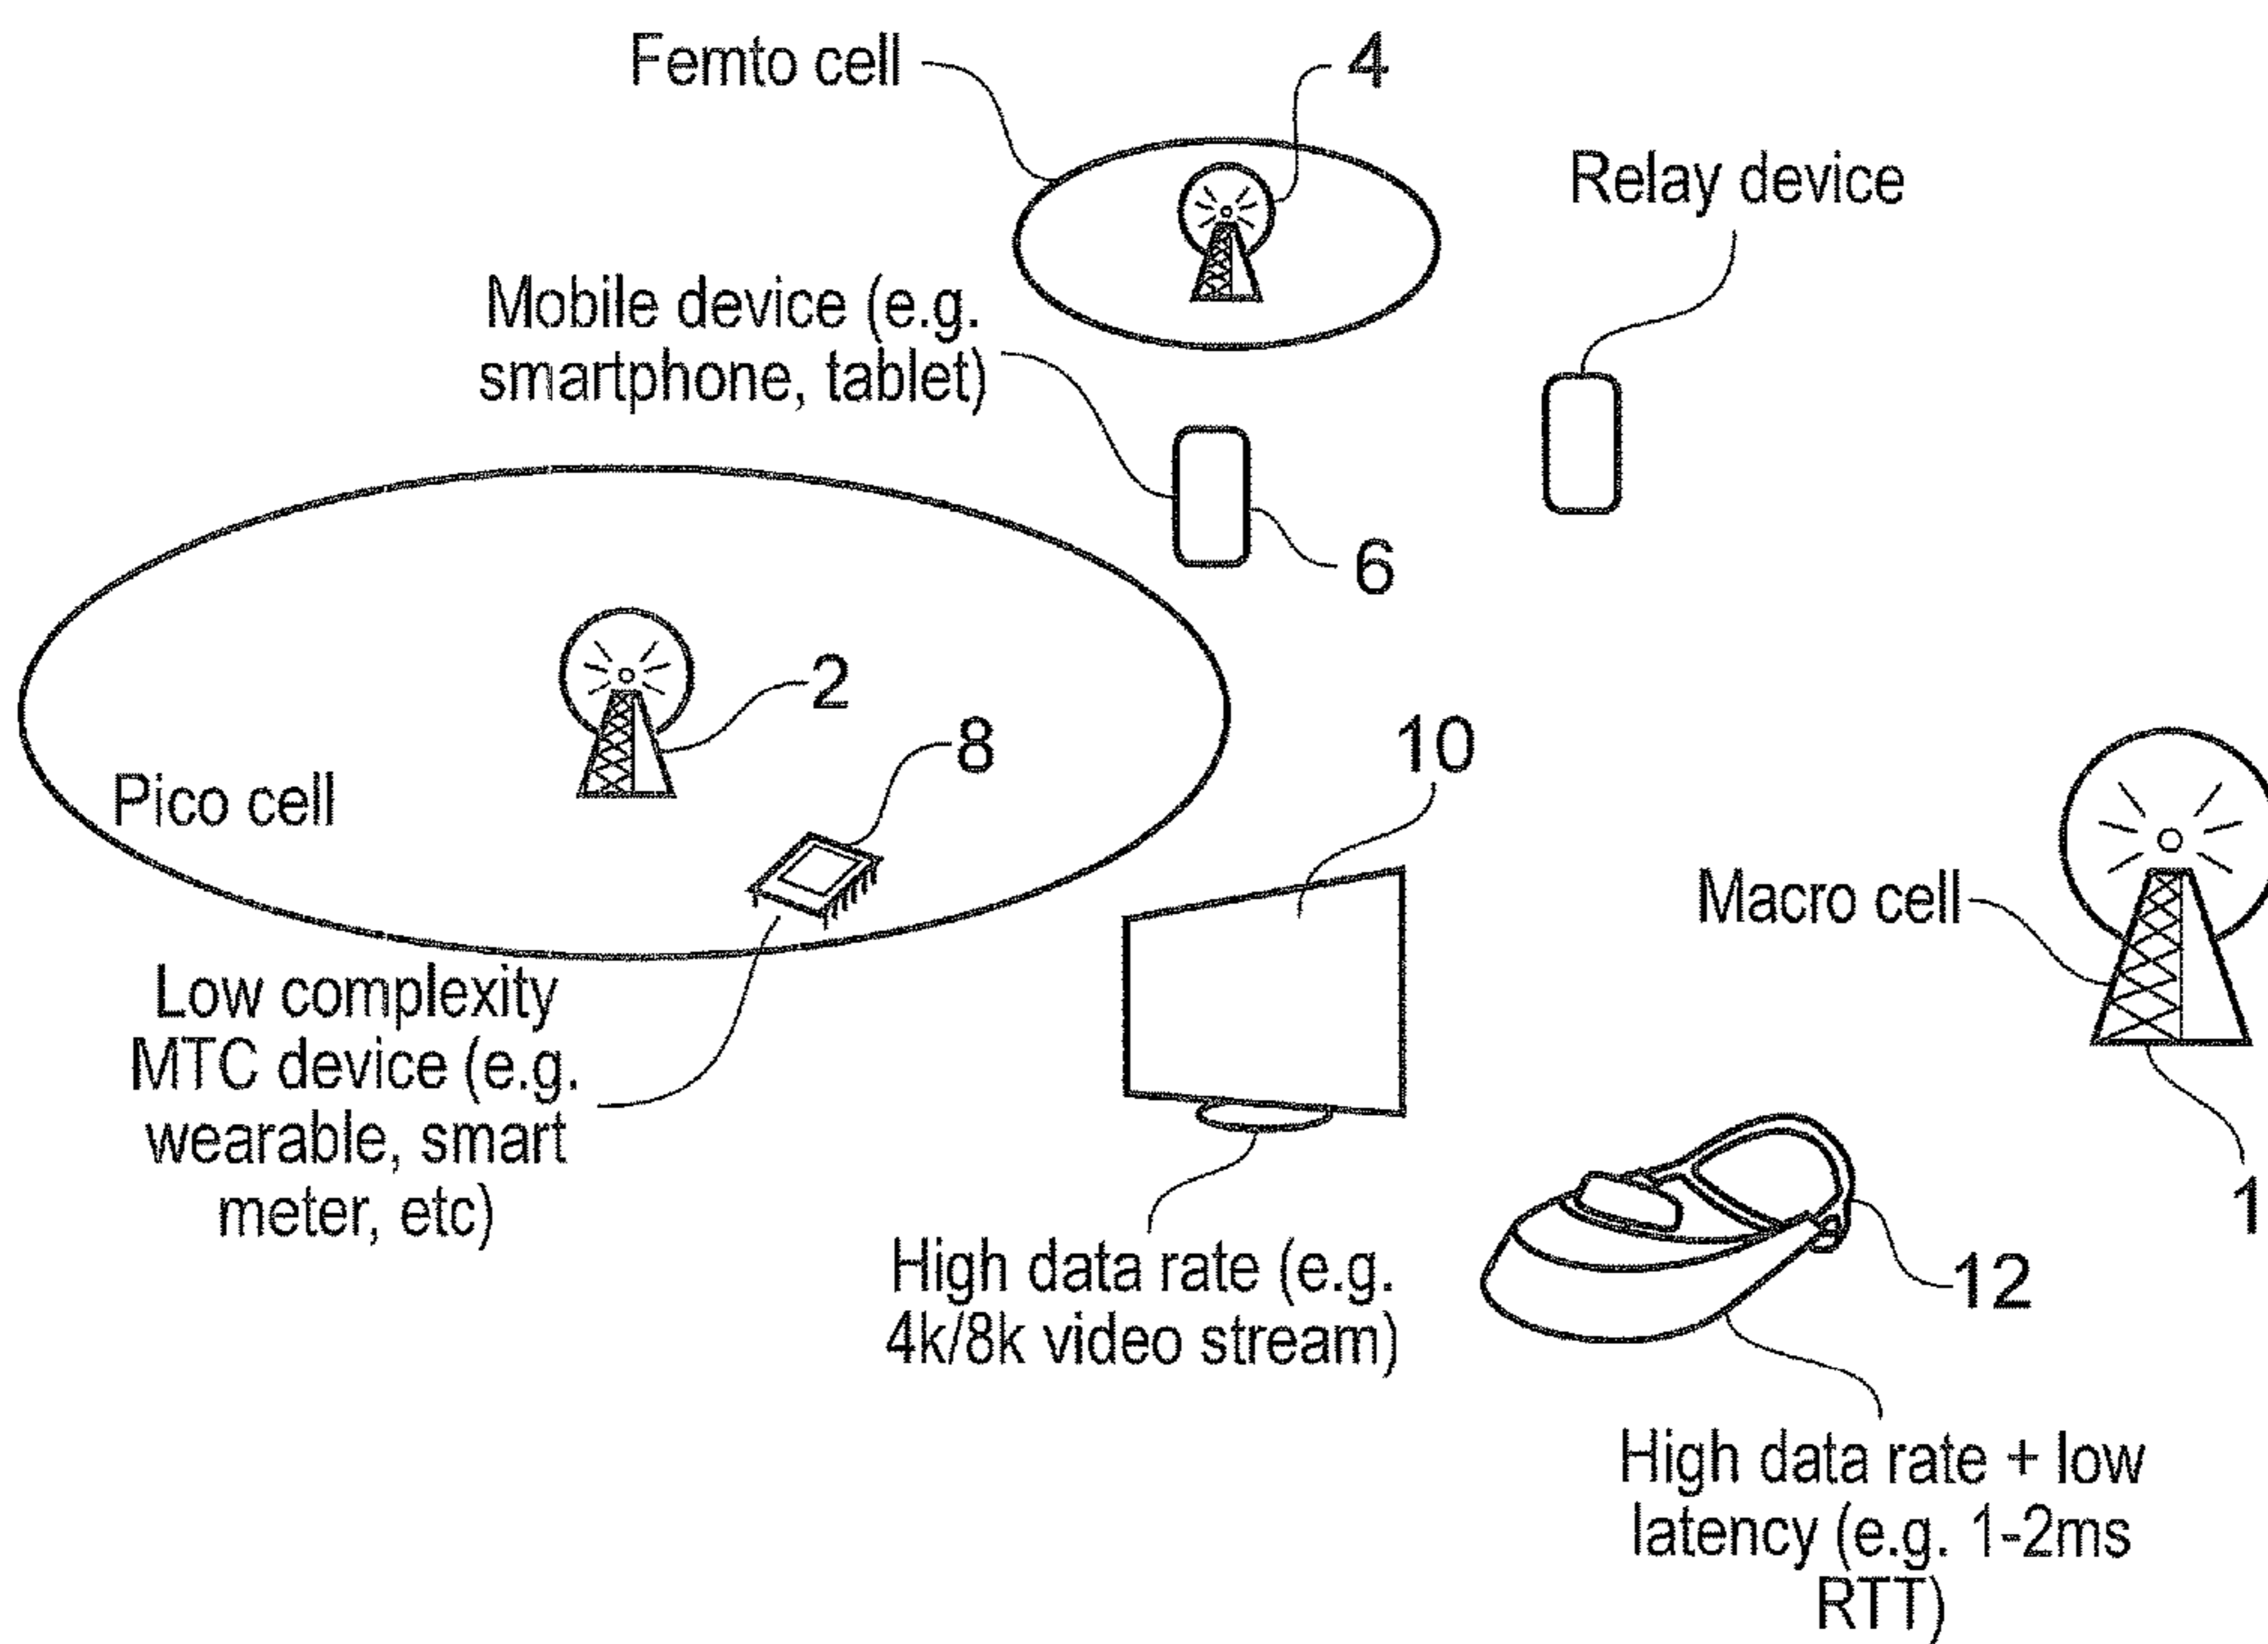 Femto cell
4
Relay device
Mobile device (e.g.
smartphone, tablet)
6
2
8
Pico cell
10
Macro cell
Low complexity
MTC device (e.g.
wearable, smart
meter, etc)
1
12
High data rate (e.g.
4k/8k video stream)
High data rate + low
latency (e.g. 1-2ms
RTT)